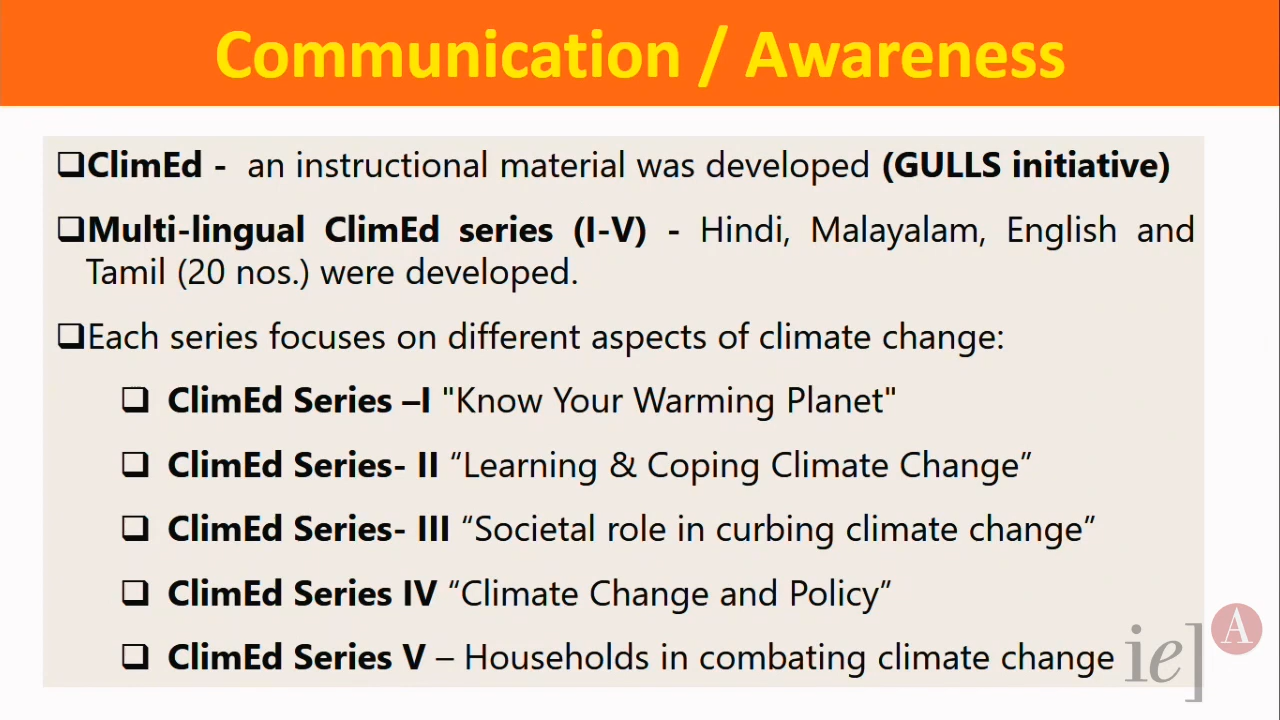 Communication / Awareness
❑ClimEd - an instructional material was developed (GULLS initiative)
❑Multi-lingual ClimEd series (I-V) - Hindi, Malayalam, English and
Tamil (20 nos.) were developed.
❑Each series focuses on different aspects of climate change:
❑ ClimEd Series –I "Know Your Warming Planet"
❑ ClimEd Series- II “Learning & Coping Climate Change”
❑ ClimEd Series- III “Societal role in curbing climate change”
❑ ClimEd Series IV “Climate Change and Policy”
❑ ClimEd Series V – Households in combating climate change
ie] A